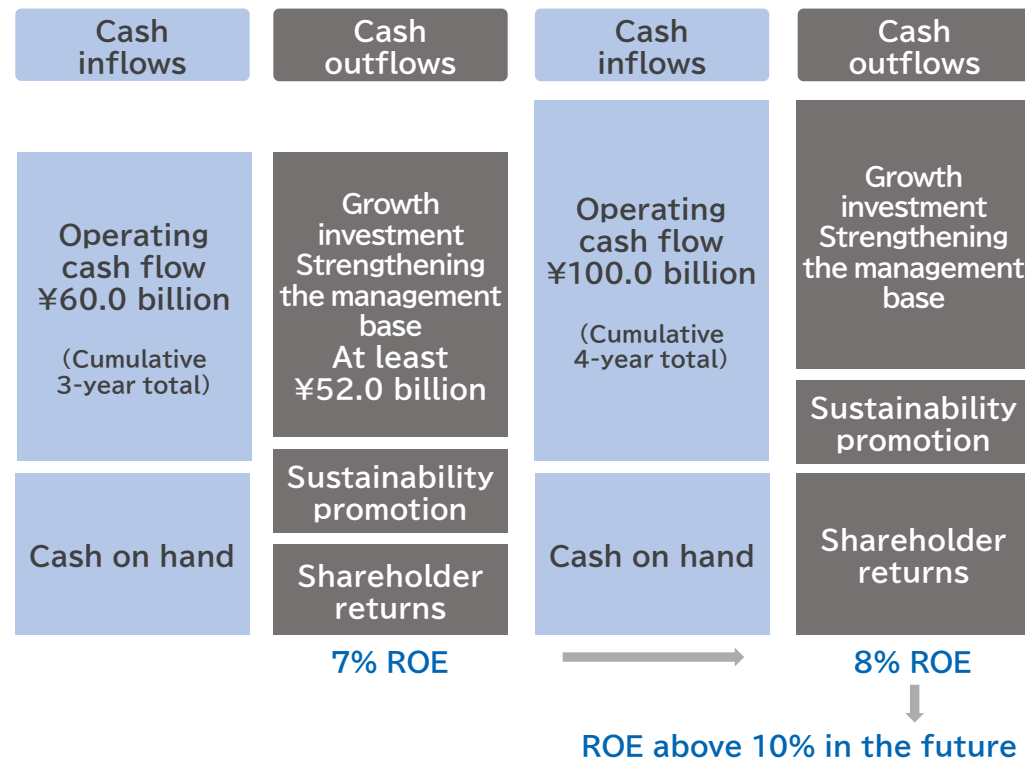 Cash
inflows
Cash
outflows
Cash
inflows
Cash
outflows
Operating
cash flow
¥60.0 billion
(Cumulative
3-year total)
Cash on hand
Growth
investment
Strengthening
the management
base
At least
¥52.0 billion
Sustainability
promotion
Shareholder
returns
Operating
cash flow
¥100.0 billion
(Cumulative
4-year total)
Cash on hand
Growth
investment
Strengthening
the management
base
Sustainability
promotion
Shareholder
returns
7% ROE
8% ROE
ROE above 10% in the future